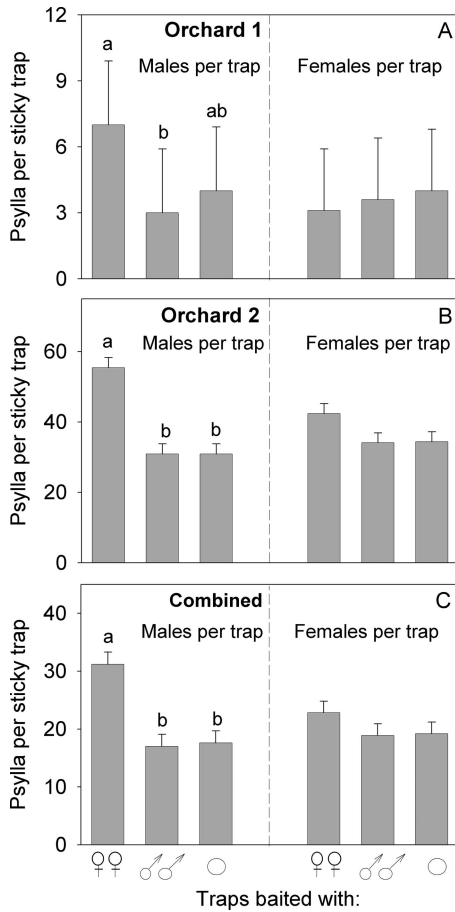 Orchard 1 A
Males per trap Females per trap
a
b
ab
12
9
6
3
0
Psylla per sticky trap
Orchard 2 B
Males per trap Females per trap
a
b
b
60
40
20
0
Psylla per sticky trap
Combined C
Males per trap Females per trap
a
b
b
40
30
20
10
0
Psylla per sticky trap
♀♀ ♂♂ ○ ♀♀ ♂♂ ○
Traps baited with: